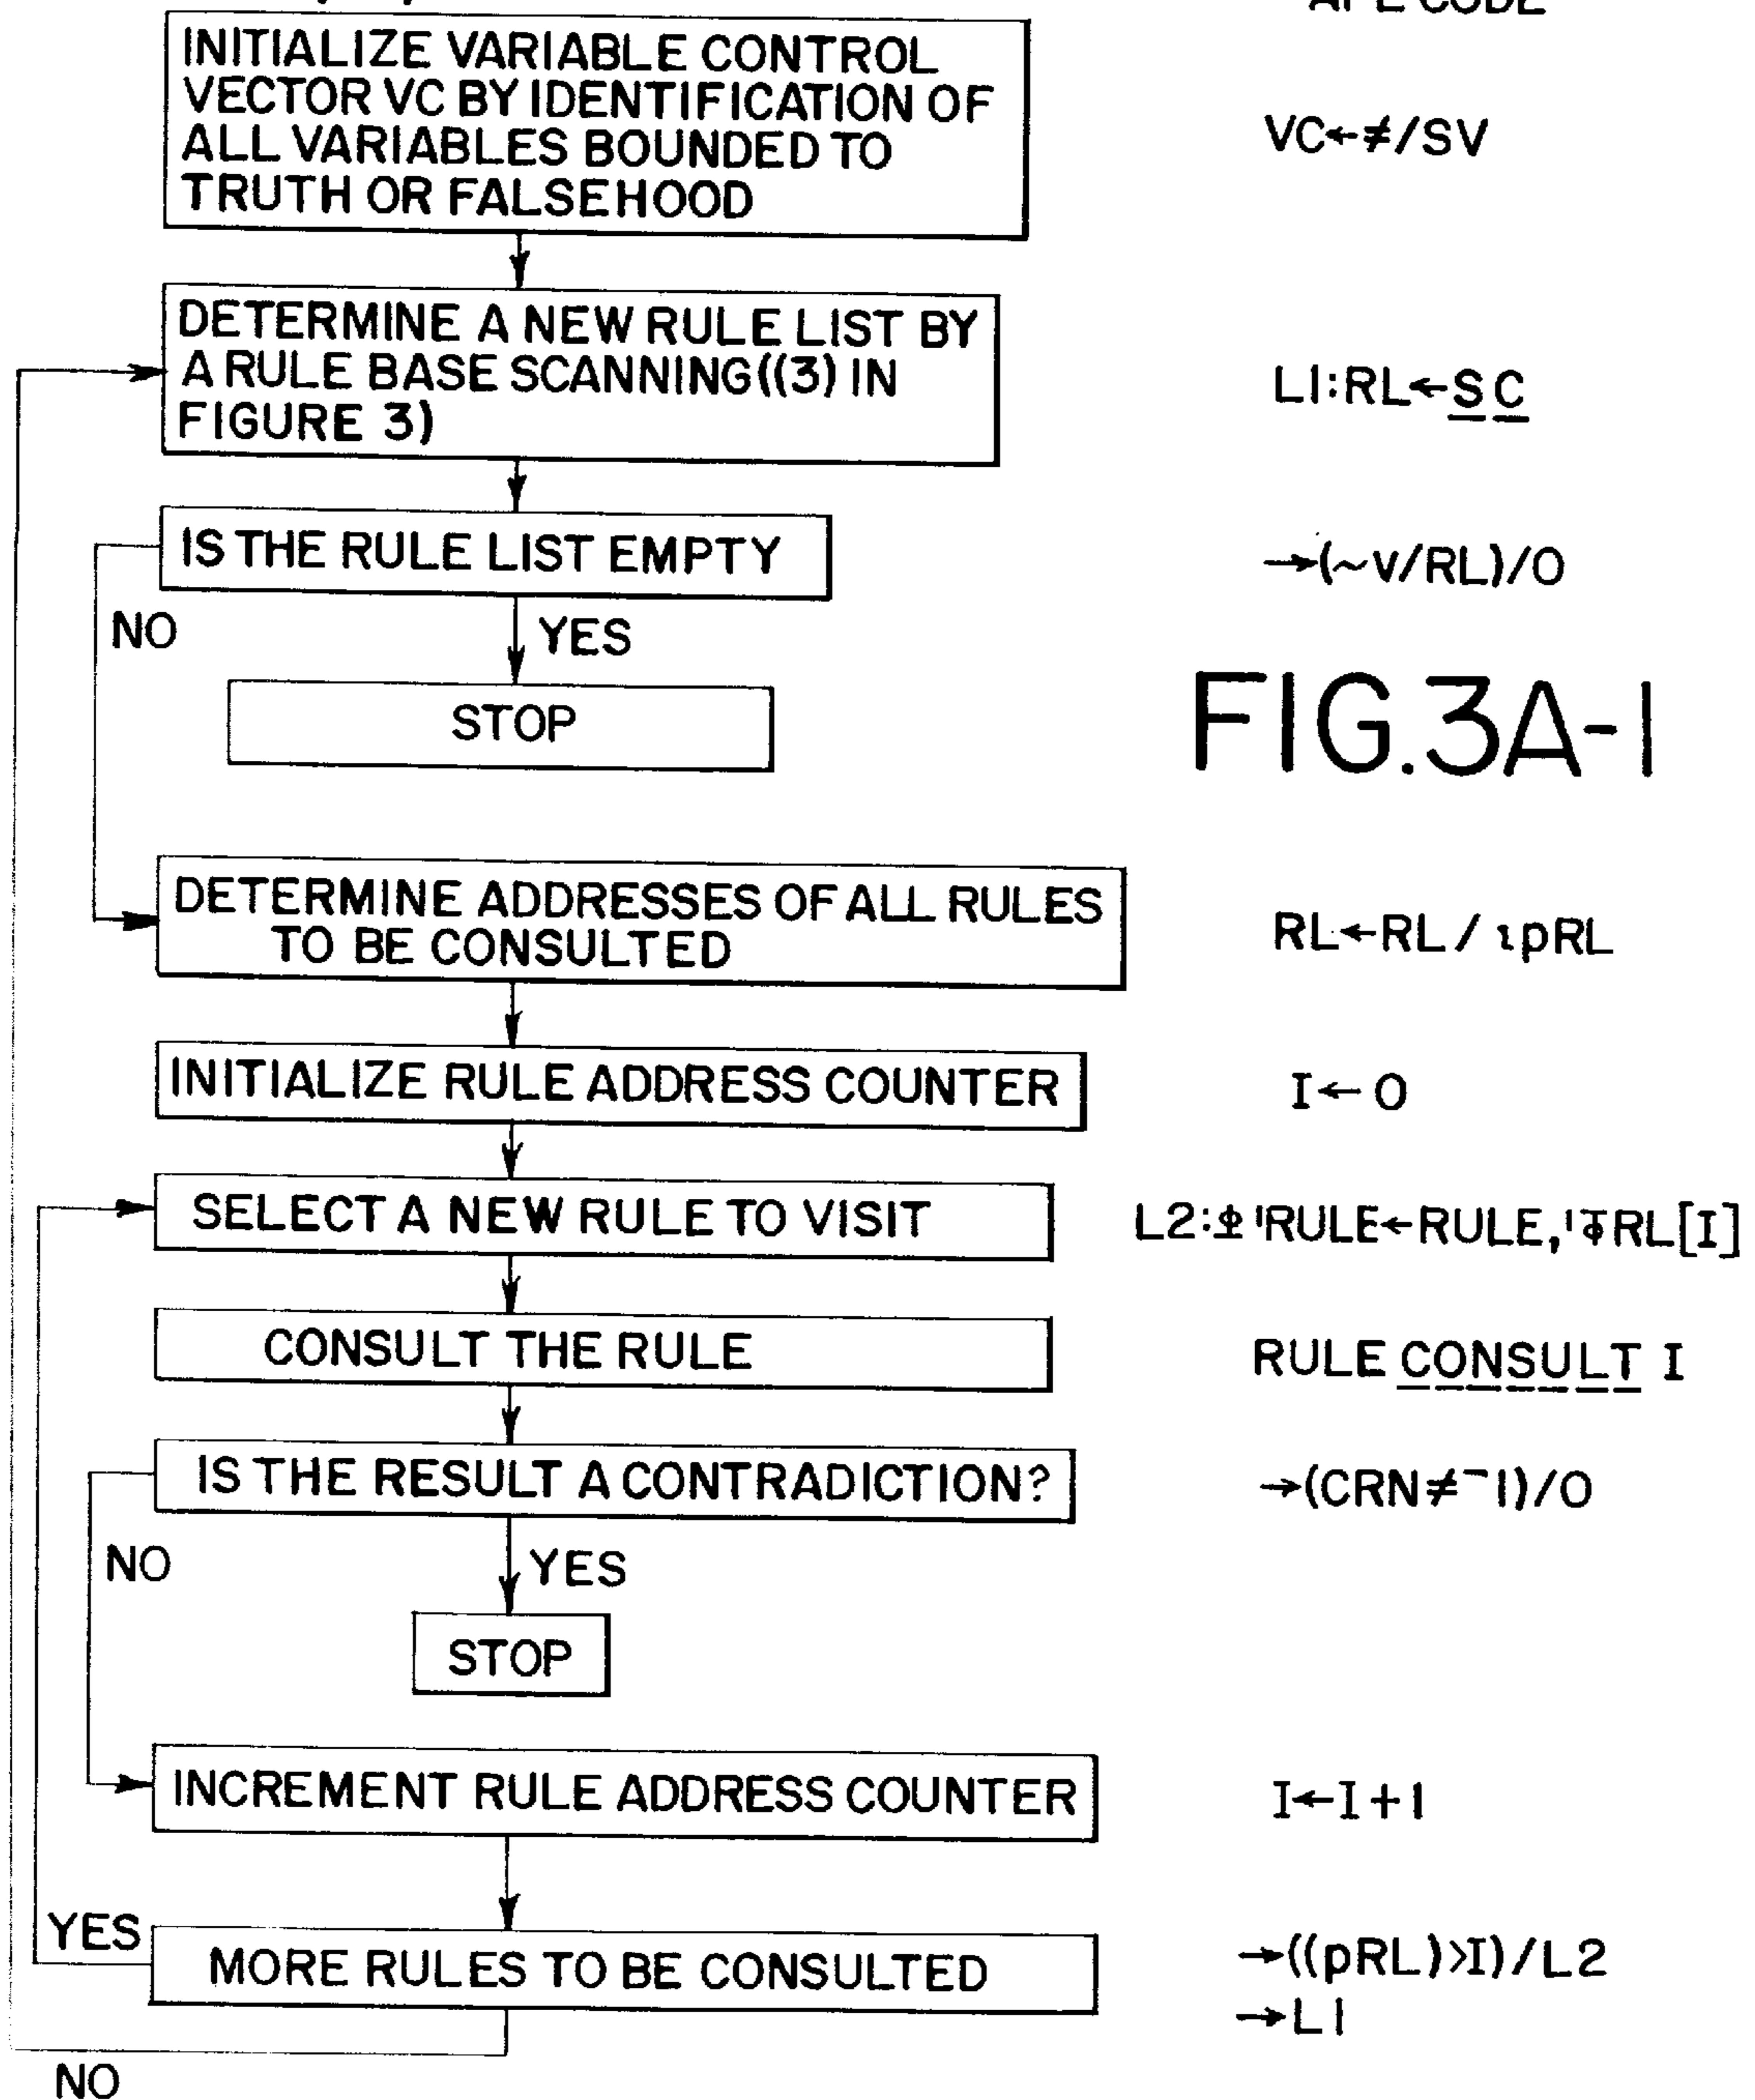 APL CODE
INITIALIZE VARIABLE CONTROL
VECTOR VC BY IDENTIFICATION OF
ALL VARIABLES BOUNDED TO
TRUTH OR FALSEHOOD
VC←≠/SV
DETERMINE A NEW RULE LIST BY
A RULE BASE SCANNING((3) IN
FIGURE 3)
L1:RL←S C
IS THE RULE LIST EMPTY
→(~∨/RL)/0
NO
YES
STOP
FIG.3A-1
DETERMINE ADDRESSES OF ALL RULES
TO BE CONSULTED
RL←RL/⍳⍴RL
INITIALIZE RULE ADDRESS COUNTER
I←0
SELECT A NEW RULE TO VISIT
L2:⍎'RULE←RULE,'⍕RL[I]
CONSULT THE RULE
RULE CONSULT I
IS THE RESULT A CONTRADICTION?
→(CRN≠¯1)/0
NO
YES
STOP
INCREMENT RULE ADDRESS COUNTER
I←I+1
YES
MORE RULES TO BE CONSULTED
→((⍴RL)>I)/L2
→L1
NO